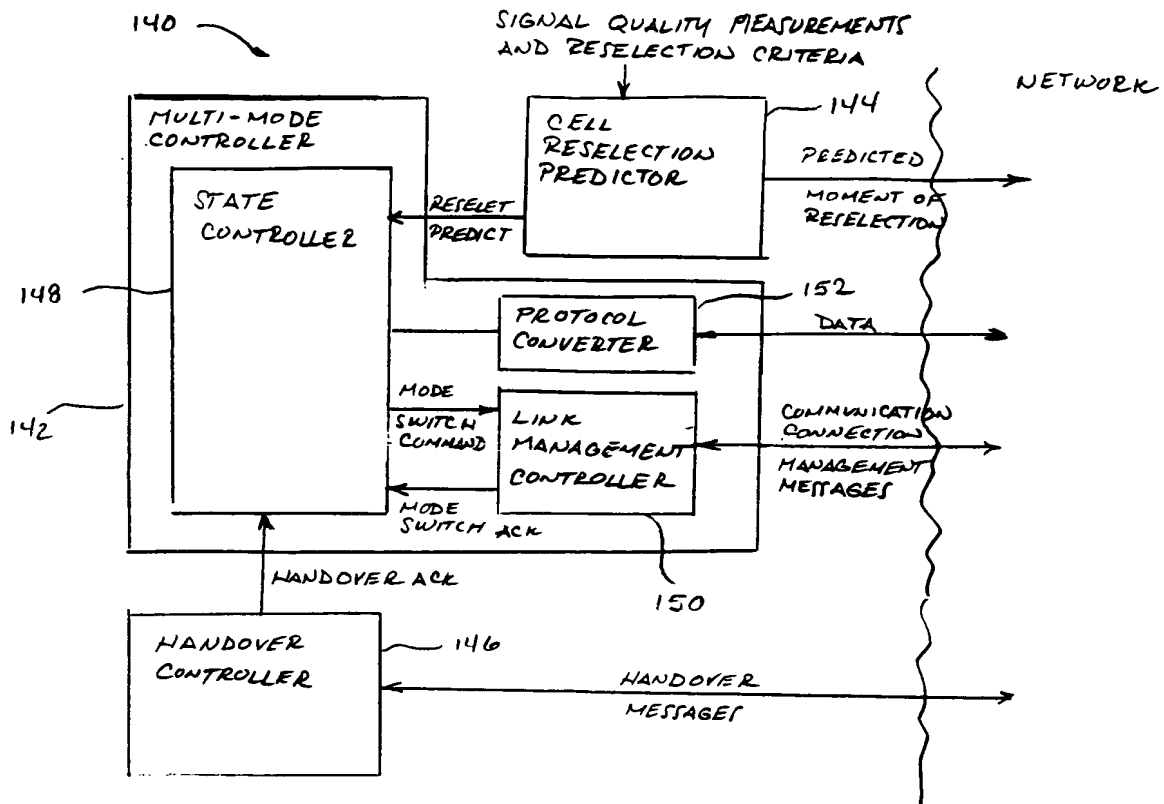 140
SIGNAL QUALITY MEASUREMENTS
AND RESELECTION CRITERIA
NETWORK
MULTI-MODE
CONTROLLER
CELL
RESELECTION
PREDICTOR
144
PREDICTED
MOMENT OF
RESELECTION
STATE
CONTROLLER
RESELET
PREDICT
148
152
PROTOCOL
CONVERTER
DATA
142
MODE
SWITCH
COMMAND
LINK
MANAGEMENT
CONTROLLER
COMMUNICATION
CONNECTION
MANAGEMENT
MESSAGES
MODE
SWITCH ACK
HANDOVER ACK
150
HANDOVER
CONTROLLER
146
HANDOVER
MESSAGES